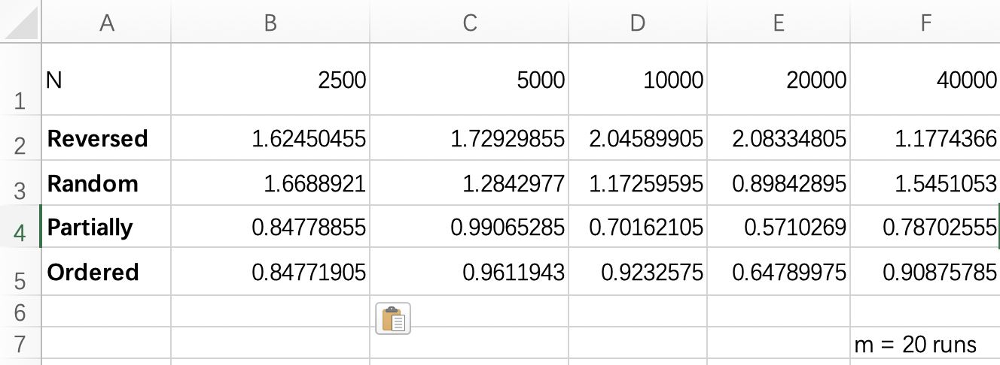 A B C D E F
1 N 2500 5000 10000 20000 40000
2 Reversed 1.62450455 1.72929855 2.04589905 2.08334805 1.1774366
3 Random 1.6688921 1.2842977 1.17259595 0.89842895 1.5451053
4 Partially 0.84778855 0.99065285 0.70162105 0.5710269 0.78702555
5 Ordered 0.84771905 0.9611943 0.9232575 0.64789975 0.90875785
6
7 m = 20 runs